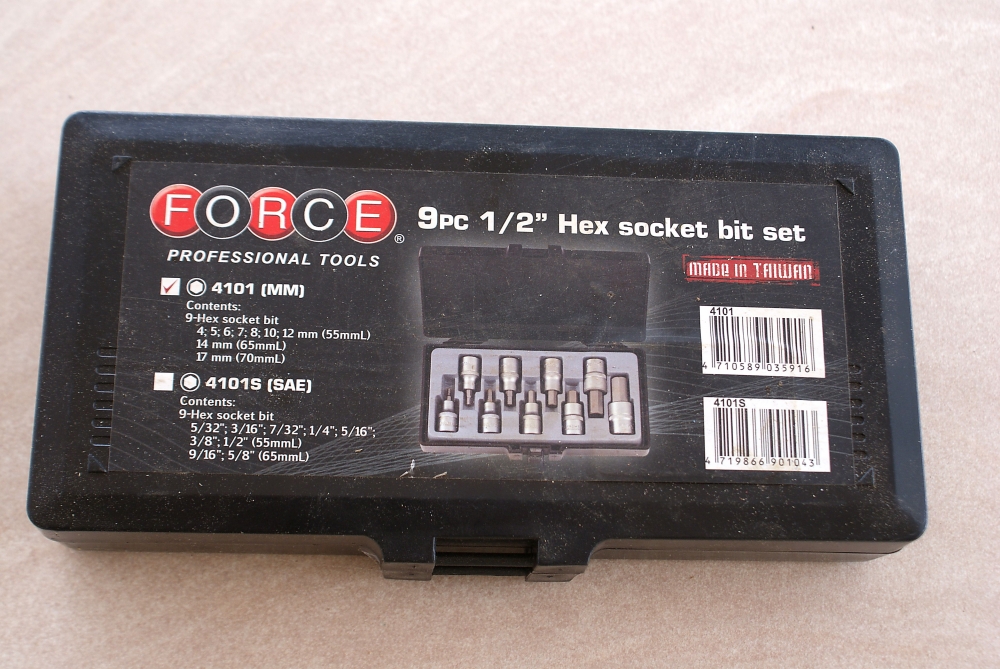 FORCE®
PROFESSIONAL TOOLS
9PC 1/2” Hex socket bit set
MADE IN TAIWAN
4101 (MM)
Contents:
9-Hex socket bit
4; 5; 6; 7; 8; 10; 12 mm (55mmL)
14 mm (65mmL)
17 mm (70mmL)
4101S (SAE)
Contents:
9-Hex socket bit
5/32"; 3/16"; 7/32"; 1/4"; 5/16";
3/8"; 1/2" (55mmL)
9/16"; 5/8" (65mmL)
4101
4 710589 035916
4101S
4 719866 901043